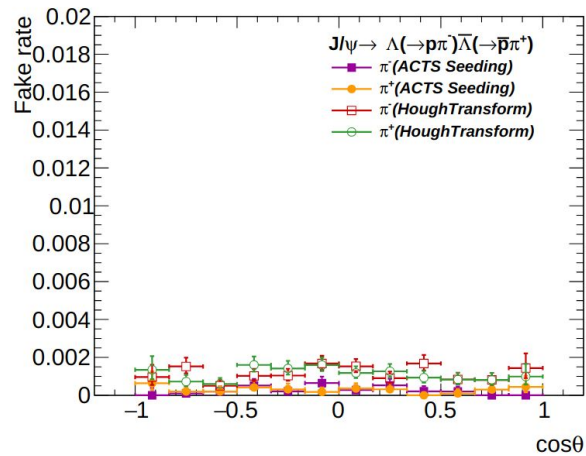 J/ψ→ Λ(→pπ⁻)Λ̄(→p̄π⁺)
π⁻(ACTS Seeding)
π⁺(ACTS Seeding)
π⁻(HoughTransform)
π⁺(HoughTransform)
Fake rate
0.02
0.018
0.016
0.014
0.012
0.01
0.008
0.006
0.004
0.002
0
−1 −0.5 0 0.5 1
cosθ